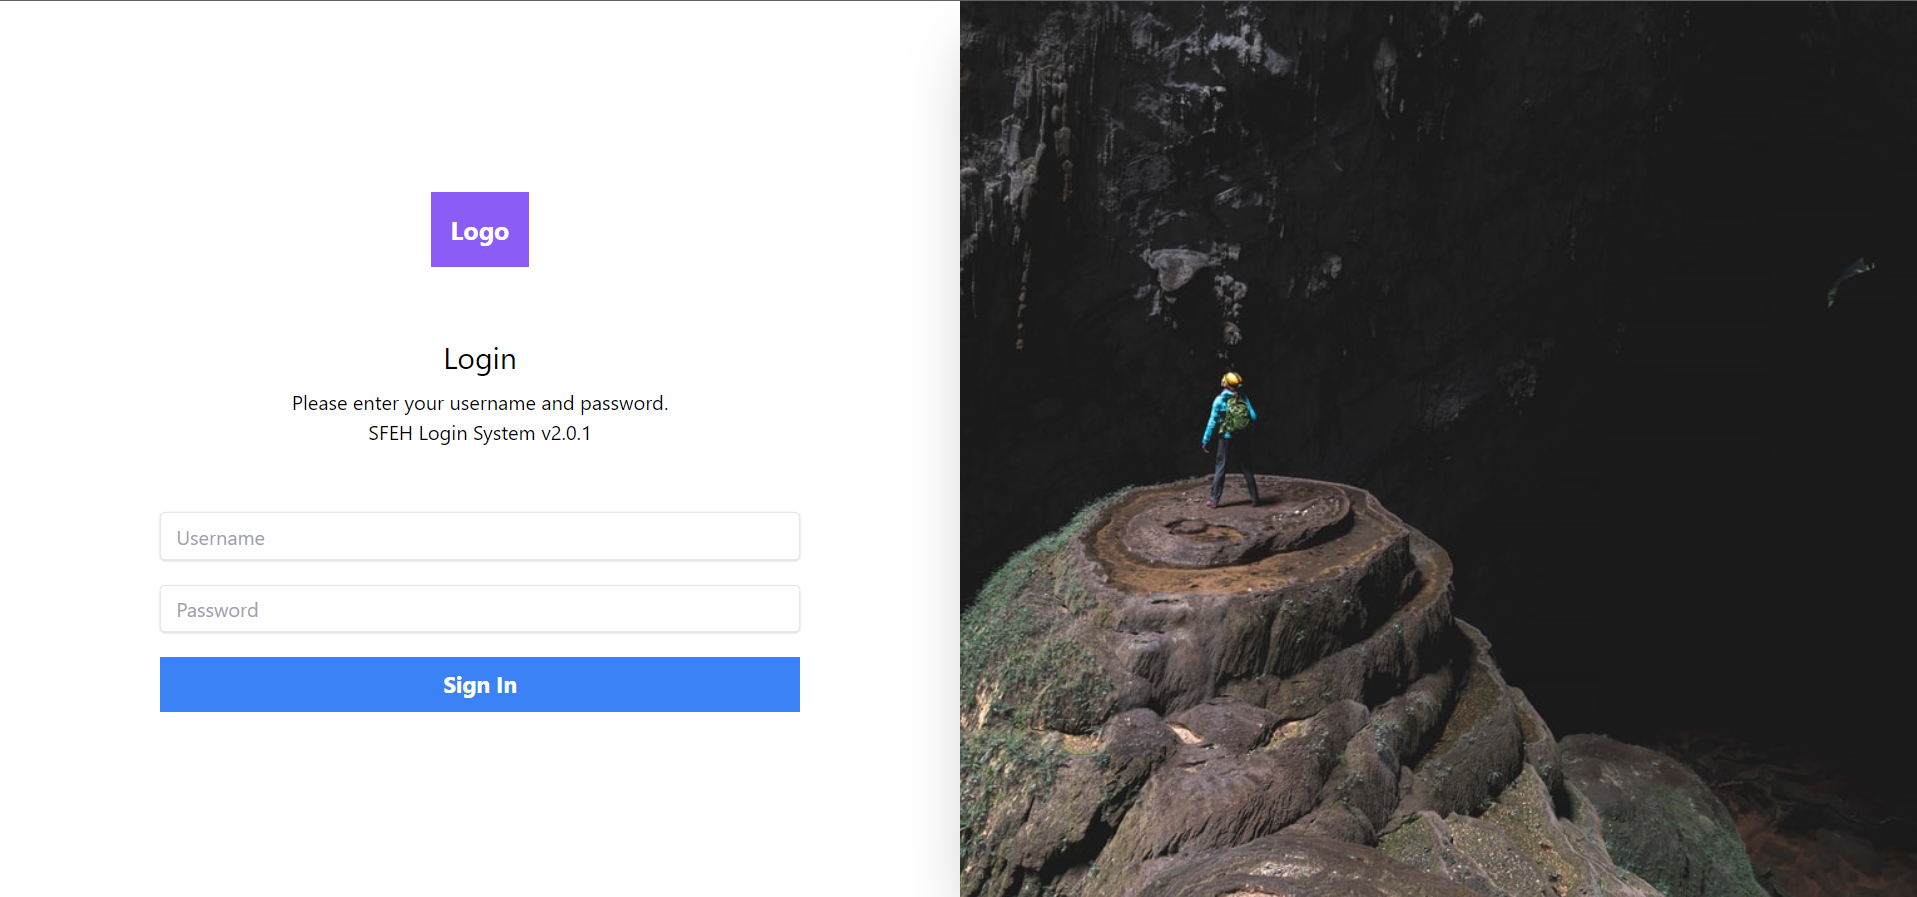 Logo
Login
Please enter your username and password.
SFEH Login System v2.0.1
Username
Password
Sign In